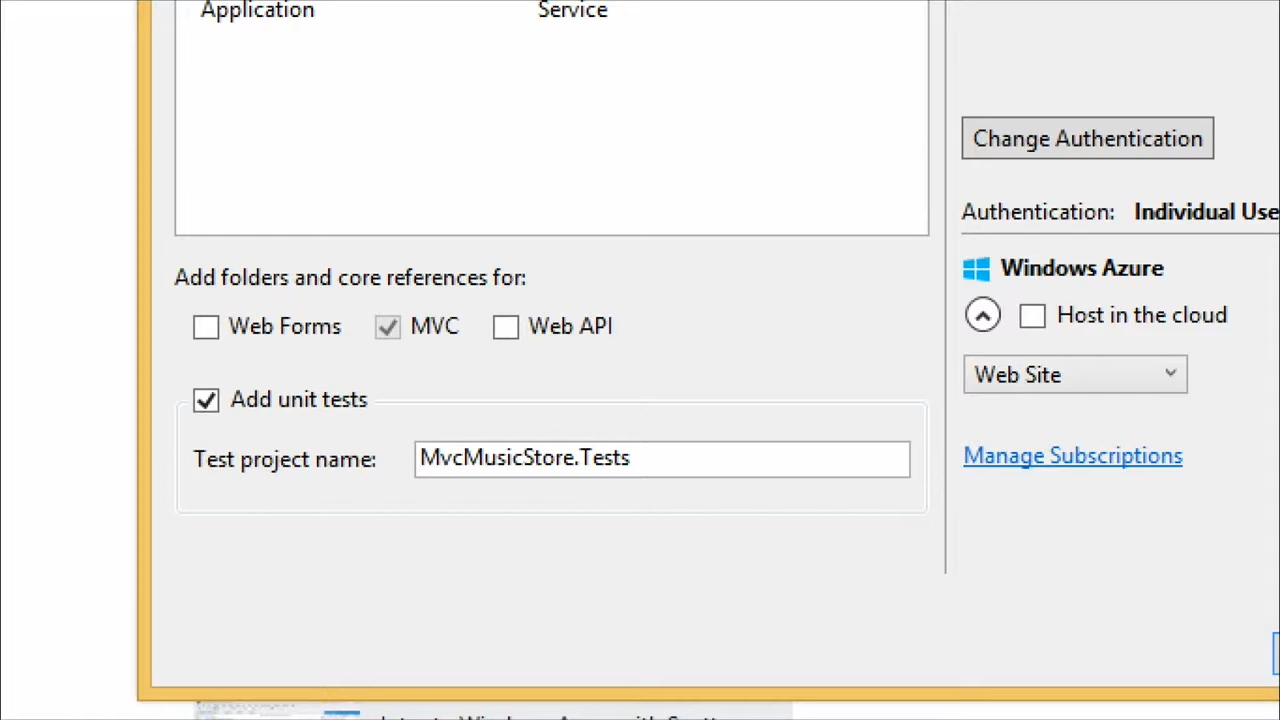 Application
Service
Change Authentication
Authentication: Individual Use
Windows Azure
Host in the cloud
Web Site
Manage Subscriptions
Add folders and core references for:
Web Forms MVC Web API
Add unit tests
Test project name: MvcMusicStore.Tests